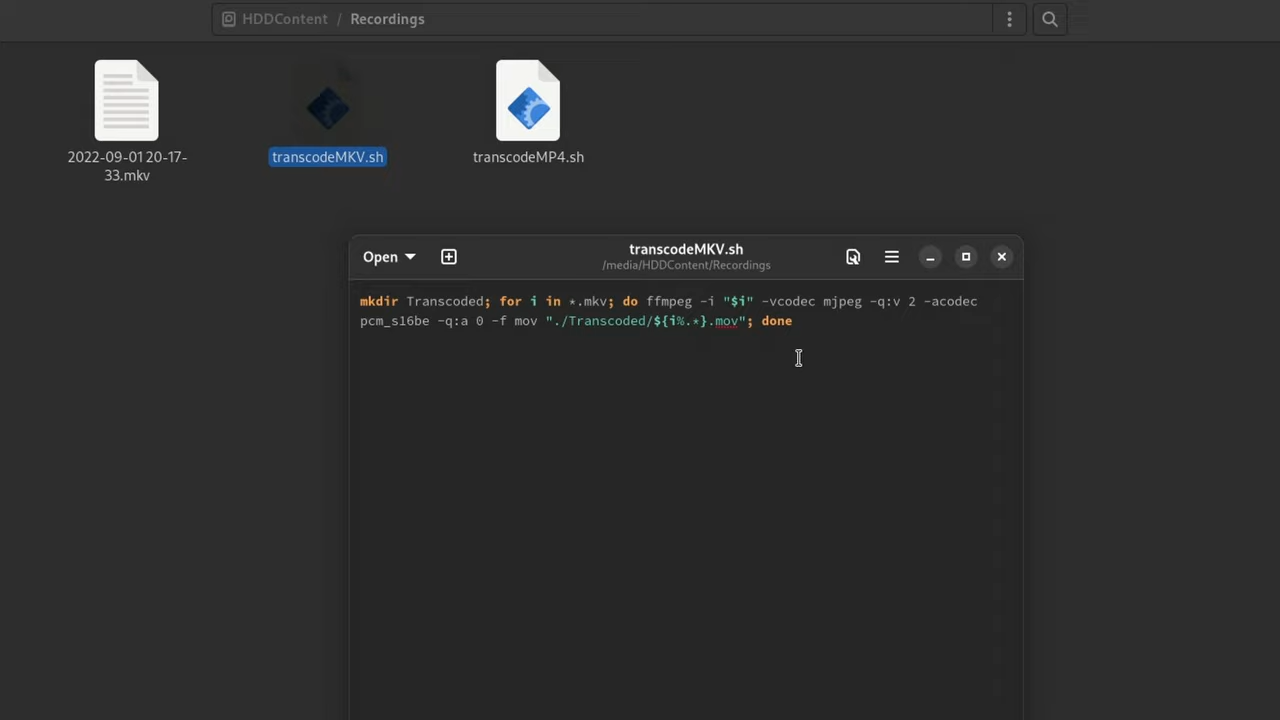 HDDContent / Recordings
2022-09-01 20-17-
33.mkv
transcodeMKV.sh
transcodeMP4.sh
Open
transcodeMKV.sh
/media/HDDContent/Recordings
mkdir Transcoded; for i in *.mkv; do ffmpeg -i "$i" -vcodec mjpeg -q:v 2 -acodec
pcm_s16be -q:a 0 -f mov "./Transcoded/${i%.*}.mov"; done